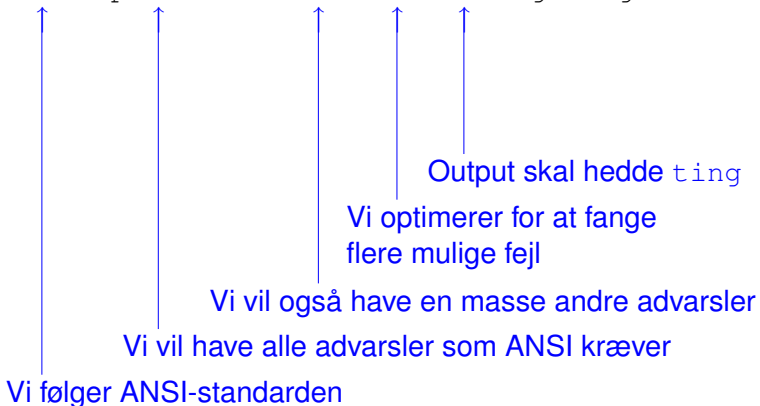 Output skal hedde ting
Vi optimerer for at fange
flere mulige fejl
Vi vil også have en masse andre advarsler
Vi vil have alle advarsler som ANSI kræver
Vi følger ANSI-standarden